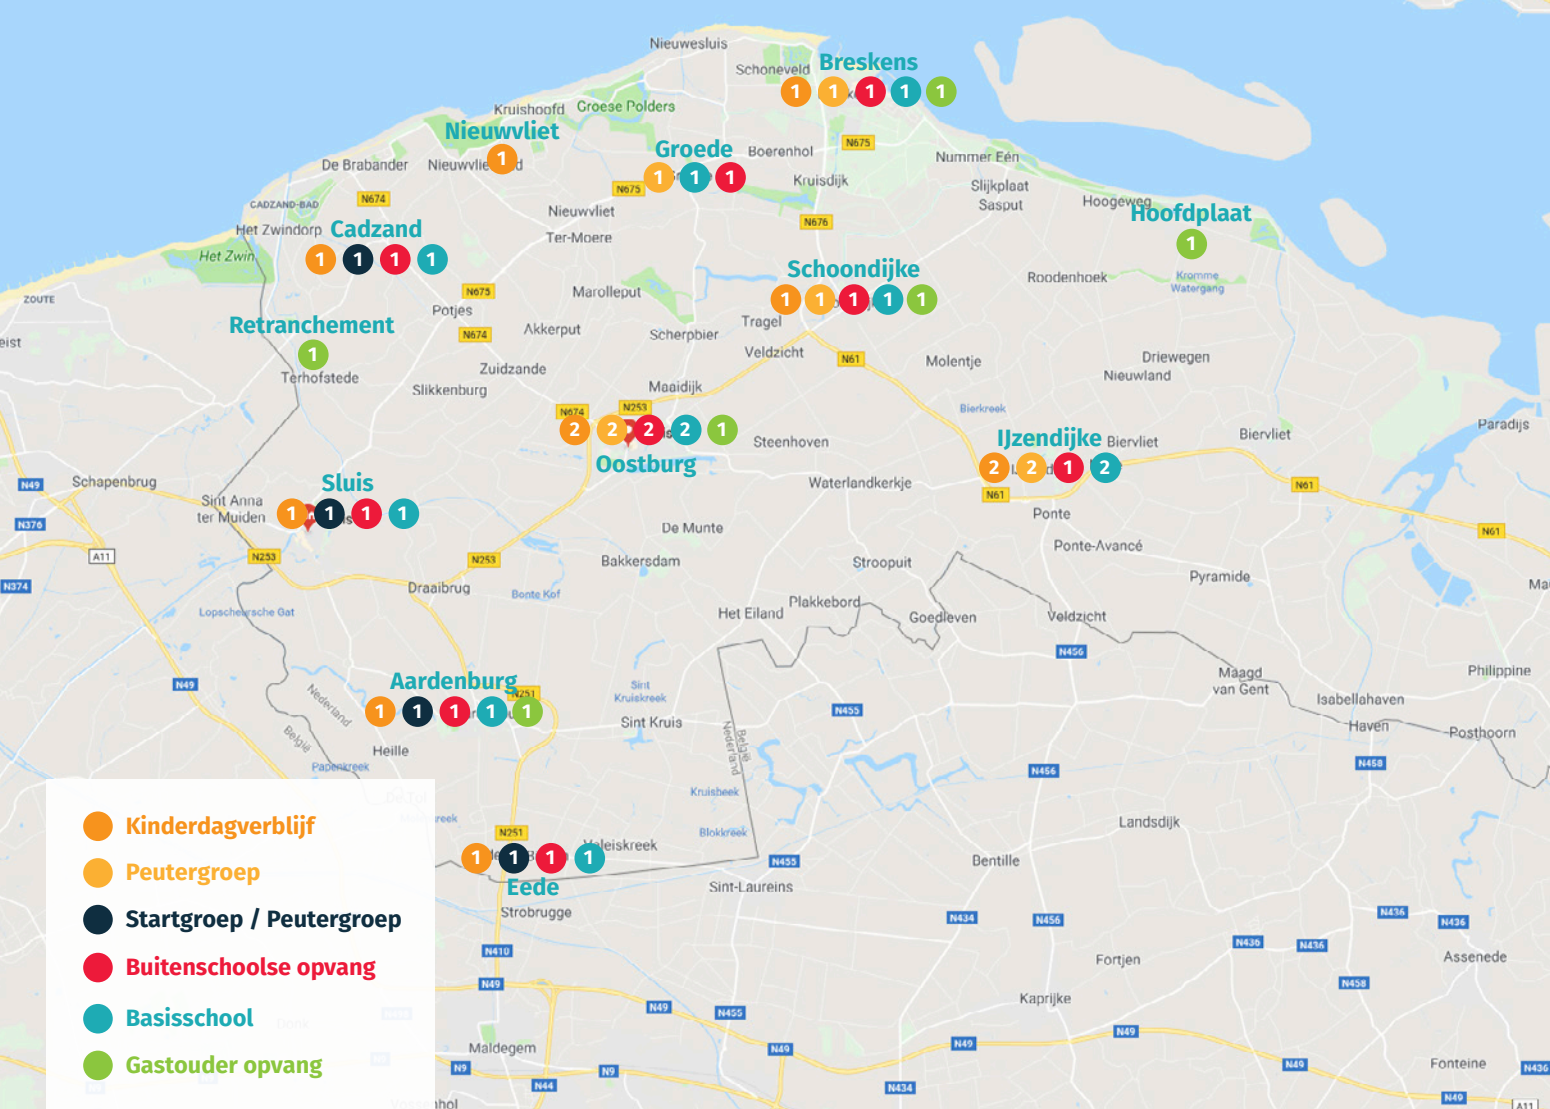 Nieuwesluis
Breskens
Schoneveld
1 1 1 1 1
Kruishoofd
Groese Polders
Nieuwvliet
1
Groede
Boerenhol
N675
Nummer Eén
De Brabander
1 1 1
N675
Kruisdijk
Slijkplaat
Sasput
Hoogeweg
Hoofdplaat
1
N674
CADZAND-BAD
Nieuwvliet
N676
Het Zwindorp
Cadzand
1 1 1 1
Ter-Moere
Het Zwin
Schoondijke
1 1 1 1 1
Roodenhoek
Kromme
Watergang
ZOUTE
N675
Marolleput
Potjes
Retranchement
1
Terhofstede
N674
Akkerput
Scherpbier
Tragel
Veldzicht
N61
Molentje
Driewegen
Nieuwland
Zuidzande
Slikkenburg
Maaidijk
N674
N253
2 2 2 2 1
Oostburg
Steenhoven
Bierkreek
IJzendijke
2 2 1 2
Biervliet
Biervliet
Paradijs
N49
Schapenbrug
Sluis
1 1 1 1
Sint Anna
ter Muiden
Waterlandkerkje
N61
N61
N376
De Munte
Ponte
N61
A11
N253
N253
Bakkersdam
Stroopuit
Ponte-Avancé
N374
Draaibrug
Bonte Kof
Pyramide
Lopscheursche Gat
Het Eiland
Plakkebord
Goedleven
Veldzicht
N456
N49
Aardenburg
N251
1 1 1 1 1
Nederland
België
Sint
Kruiskreek
Sint Kruis
N455
Maagd
van Gent
Philippine
Isabellahaven
Haven
Posthoorn
Heille
Papenkreek
België
Nederland
N456
N458
Kruisbeek
Blokkreek
Landsdijk
N251
1 1 1 1
Eede
N455
Bentille
Sint-Laureins
Strobrugge
N434
N456
N436
N436
N436
N436
N410
Fortjen
Assenede
N49
N458
Kaprijke
N49
N455
N49
Maldegem
N49
N49
N49
Fonteine
N9
N9
N436
N44
N434
N49
A11
Kinderdagverblijf
Peutergroep
Startgroep / Peutergroep
Buitenschoolse opvang
Basisschool
Gastouder opvang